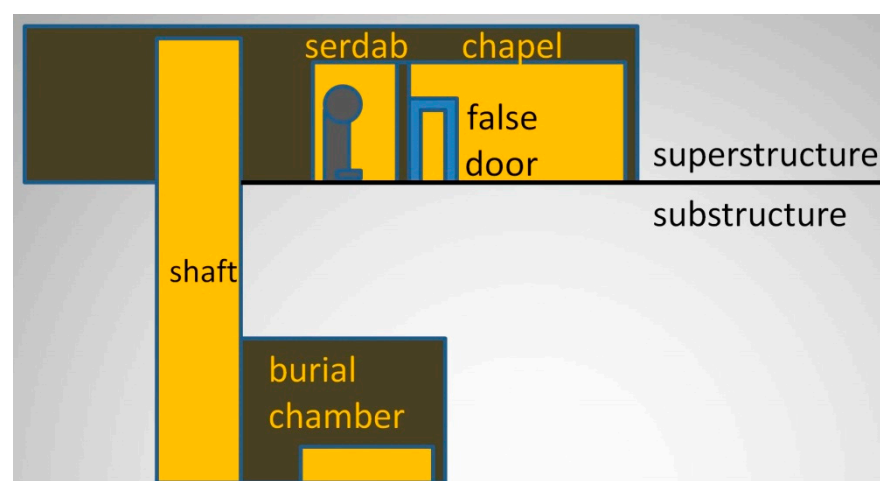 serdab chapel
false
door
superstructure
substructure
shaft
burial
chamber